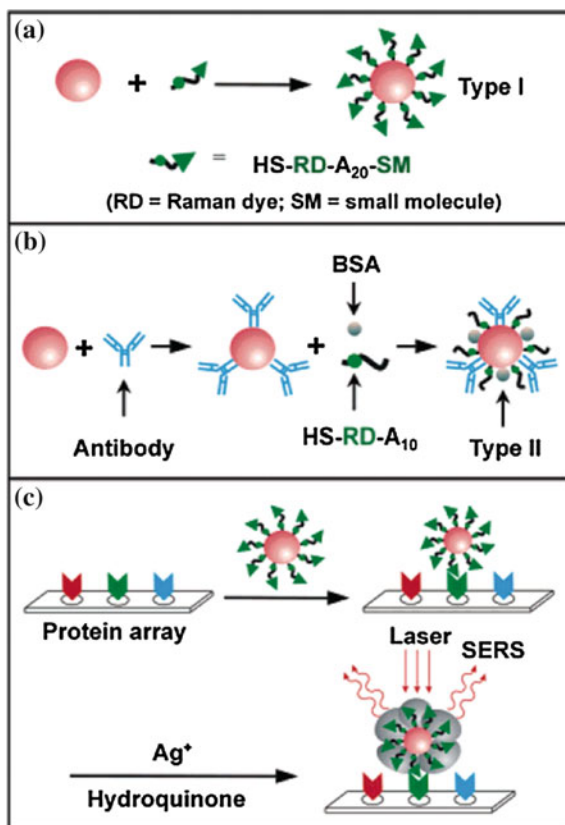 (a)
+
Type I
= HS-RD-A₂₀-SM
(RD = Raman dye; SM = small molecule)
(b)
BSA
+
+
Antibody
HS-RD-A₁₀
Type II
(c)
Protein array
Laser
SERS
Ag⁺
Hydroquinone